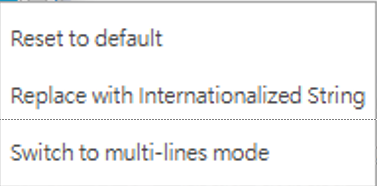 Reset to default
Replace with Internationalized String
Switch to multi-lines mode